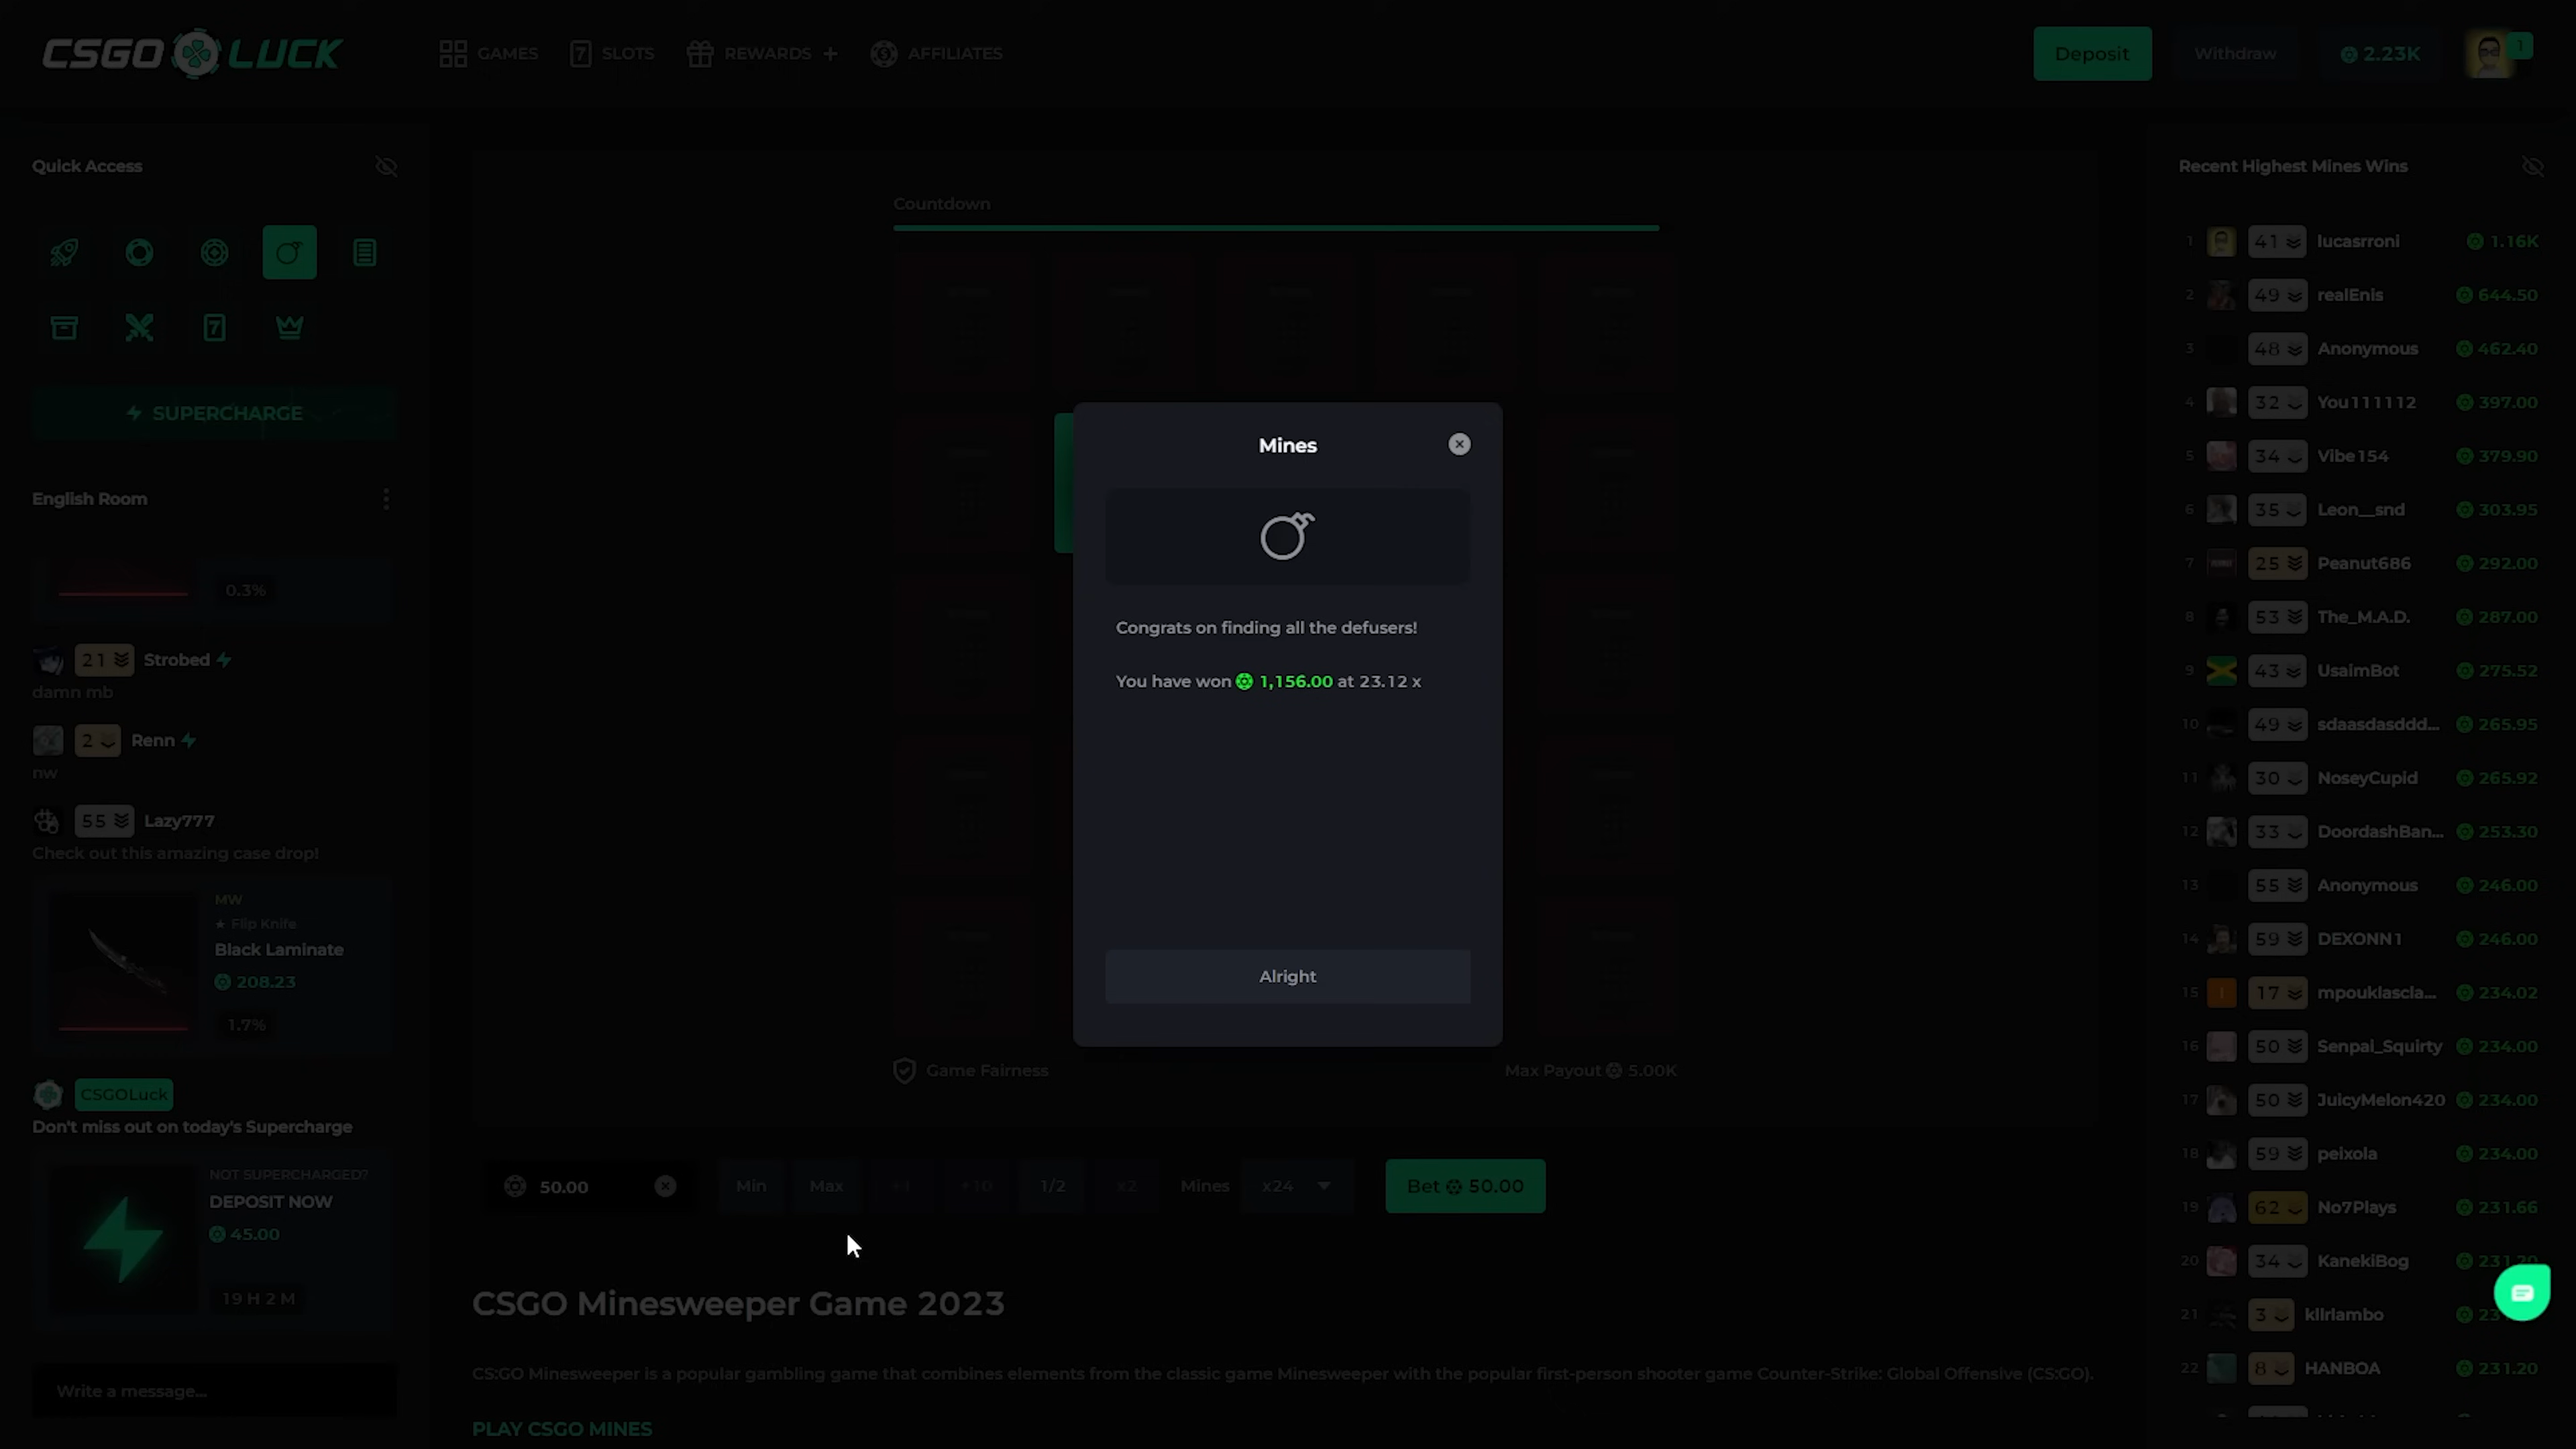 CSGO LUCK
GAMES
SLOTS
REWARDS +
AFFILIATES
Deposit
Withdraw
2.23K
1
Quick Access
SUPERCHARGE
English Room
0.3%
21 Strobed
damn mb
2 Renn
nw
55 Lazy777
Check out this amazing case drop!
MW
★ Flip Knife
Black Laminate
208.23
1.7%
CSGOLuck
Don't miss out on today's Supercharge
NOT SUPERCHARGED?
DEPOSIT NOW
45.00
19 H 2 M
Write a message...
Countdown
Mines
Congrats on finding all the defusers!
You have won 1,156.00 at 23.12 x
Alright
Game Fairness
Max Payout 5.00K
50.00
Min
Max
+1
+10
1/2
x2
Mines
x24
Bet 50.00
CSGO Minesweeper Game 2023
CS:GO Minesweeper is a popular gambling game that combines elements from the classic game Minesweeper with the popular first-person shooter game Counter-Strike: Global Offensive (CS:GO).
PLAY CSGO MINES
Recent Highest Mines Wins
1 41 lucasrroni 1.16K
2 49 realEnis 644.50
3 48 Anonymous 462.40
4 32 You111112 397.00
5 34 Vibe154 379.90
6 35 Leon__snd 303.95
7 25 Peanut686 292.00
8 53 The_M.A.D. 287.00
9 43 UsaimBot 275.52
10 49 sdaasdasddd... 265.95
11 30 NoseyCupid 265.92
12 33 DoordashBan... 253.30
13 55 Anonymous 246.00
14 59 DEXONN1 246.00
15 17 mpouklascla... 234.02
16 50 Senpal_Squirty 234.00
17 50 JuicyMelon420 234.00
18 59 peixola 234.00
19 62 No7Plays 231.66
20 34 KanekiBog 231.20
21 3 kllrlambo
22 8 HANBOA 231.20